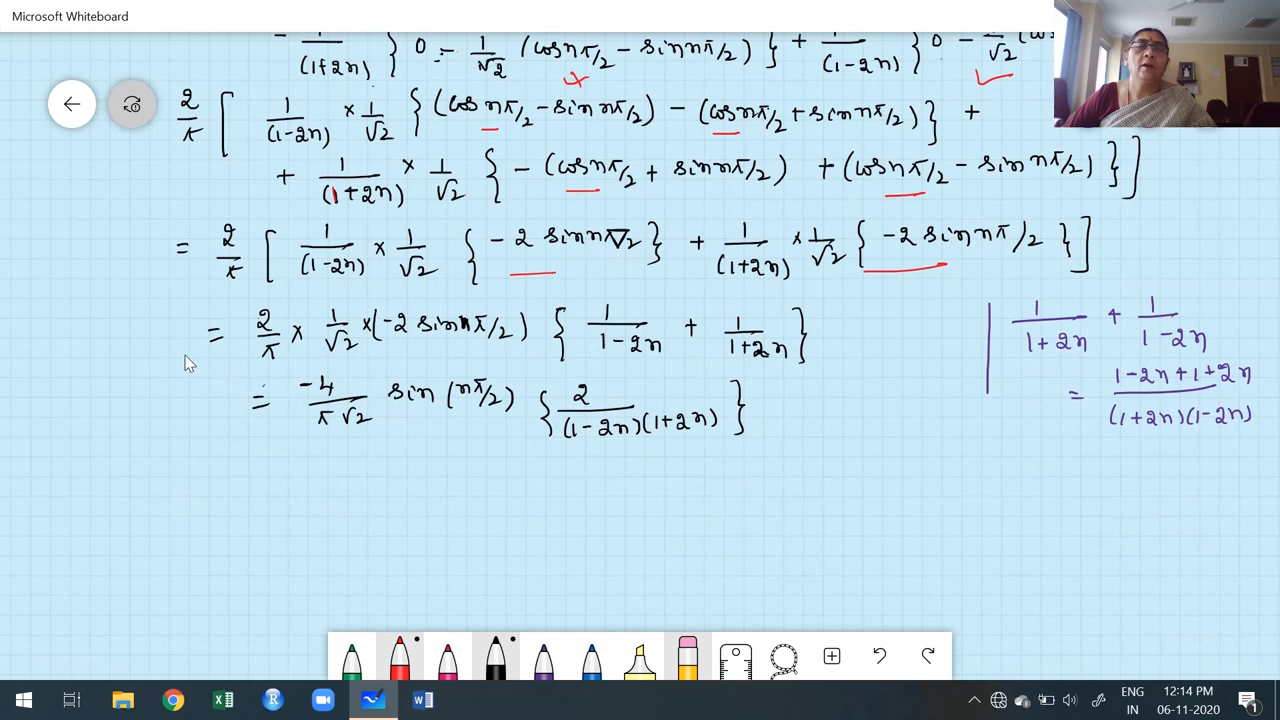 Microsoft Whiteboard
- 1/(1+2n) } 0 - 1/√2 (cos nπ/2 - sin nπ/2) } + 1/(1-2n) } 0 - 1/√2 (cos
2/π [ 1/(1-2n) × 1/√2 { (cos nπ/2 - sin nπ/2) - (cos nπ/2 + sin nπ/2) } +
+ 1/(1+2n) × 1/√2 { - (cos nπ/2 + sin nπ/2) + (cos nπ/2 - sin nπ/2) } ]
= 2/π [ 1/(1-2n) × 1/√2 { -2 sin nπ/2 } + 1/(1+2n) × 1/√2 { -2 sin nπ/2 } ]
= 2/π × 1/√2 × (-2 sin nπ/2) { 1/(1-2n) + 1/(1+2n) }
= -4/(π√2) sin (nπ/2) { 2/((1-2n)(1+2n)) }
1/(1+2n) + 1/(1-2n)
= (1-2n+1+2n)/((1+2n)(1-2n))
ENG
IN
12:14 PM
06-11-2020
1